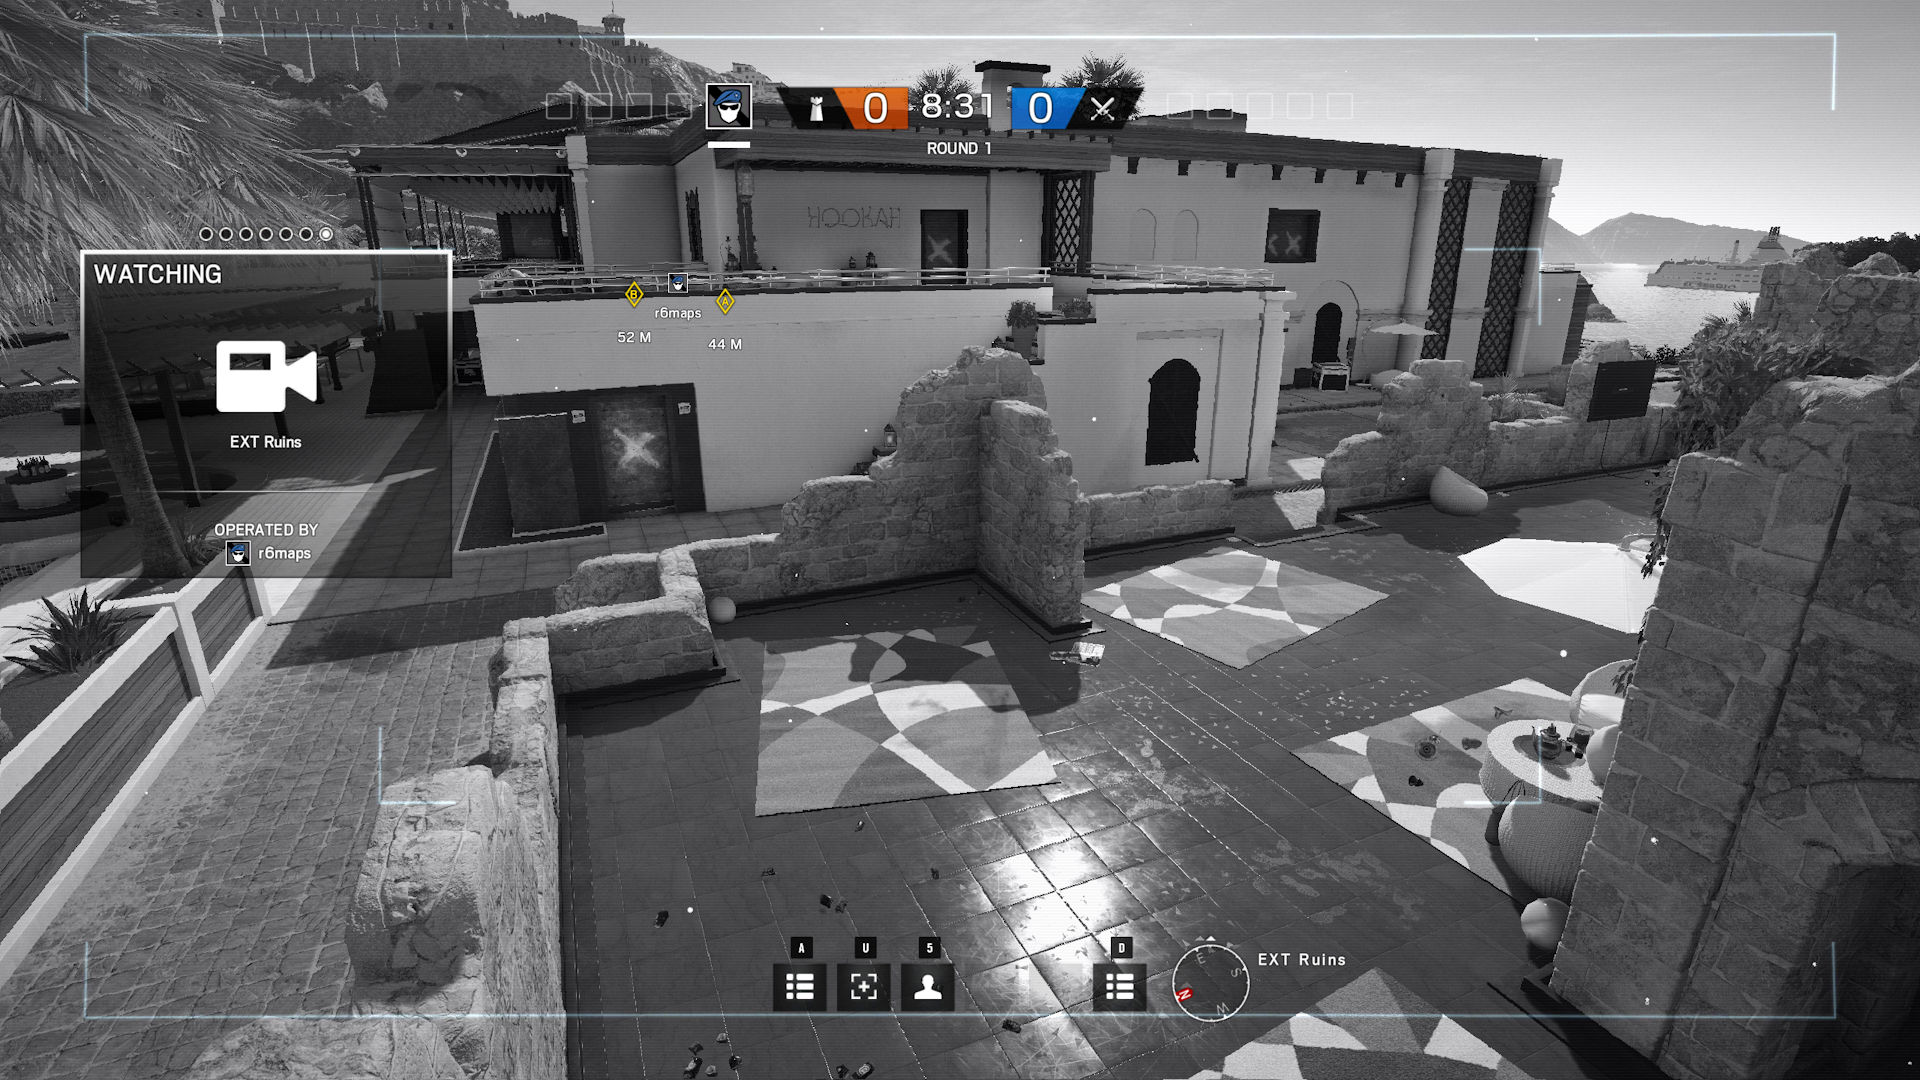 0 8:31 0
ROUND 1
HOOKAH
WATCHING
B
A
r6maps
52 M
44 M
EXT Ruins
OPERATED BY
r6maps
A U 5 D
E S W N
EXT Ruins